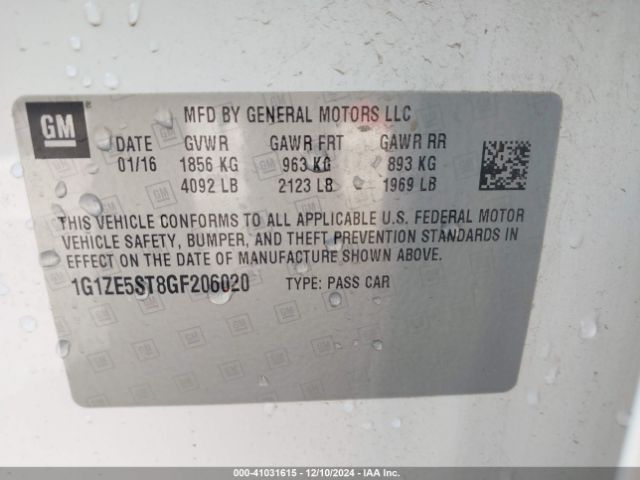 GM
MFD BY GENERAL MOTORS LLC
DATE GVWR GAWR FRT GAWR RR
01/16 1856 KG 963 KG 893 KG
4092 LB 2123 LB 1969 LB
THIS VEHICLE CONFORMS TO ALL APPLICABLE U.S. FEDERAL MOTOR
VEHICLE SAFETY, BUMPER, AND THEFT PREVENTION STANDARDS IN
EFFECT ON THE DATE OF MANUFACTURE SHOWN ABOVE.
1G1ZE5ST8GF206020 TYPE: PASS CAR
000-41031615 - 12/10/2024 - IAAI.COM